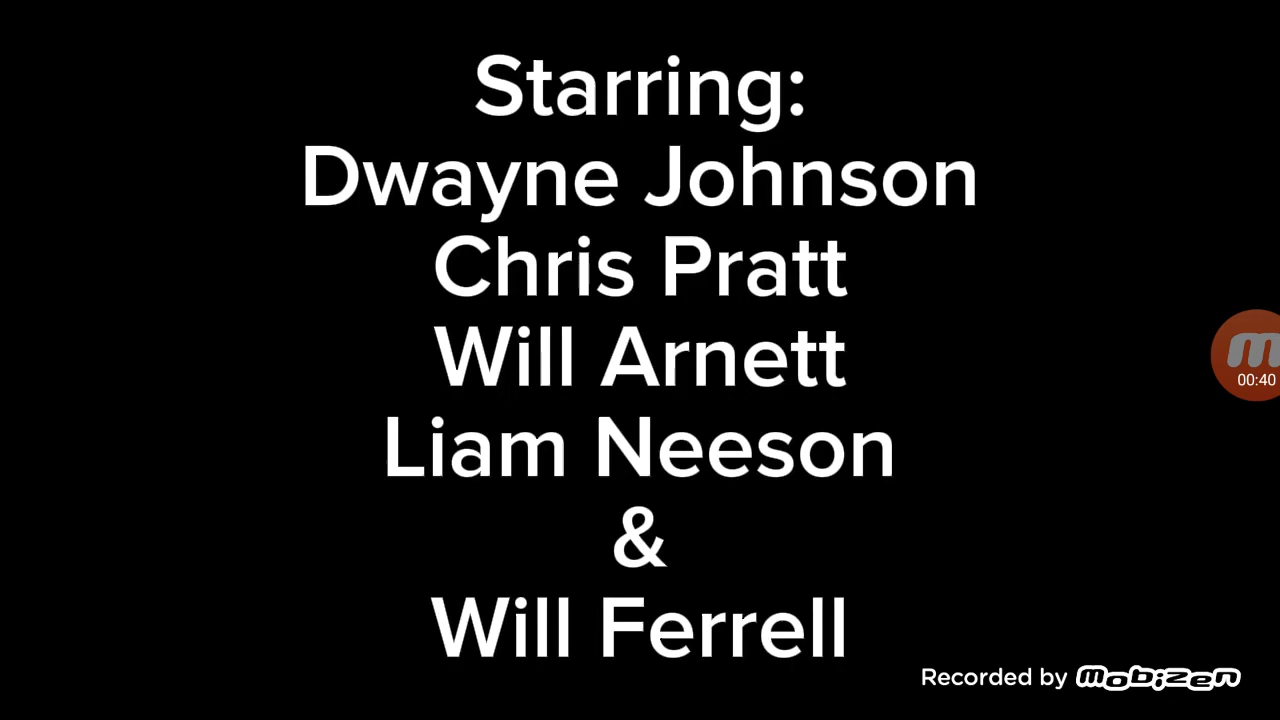 Starring:
Dwayne Johnson
Chris Pratt
Will Arnett
Liam Neeson
&
Will Ferrell
00:40
Recorded by mobizen